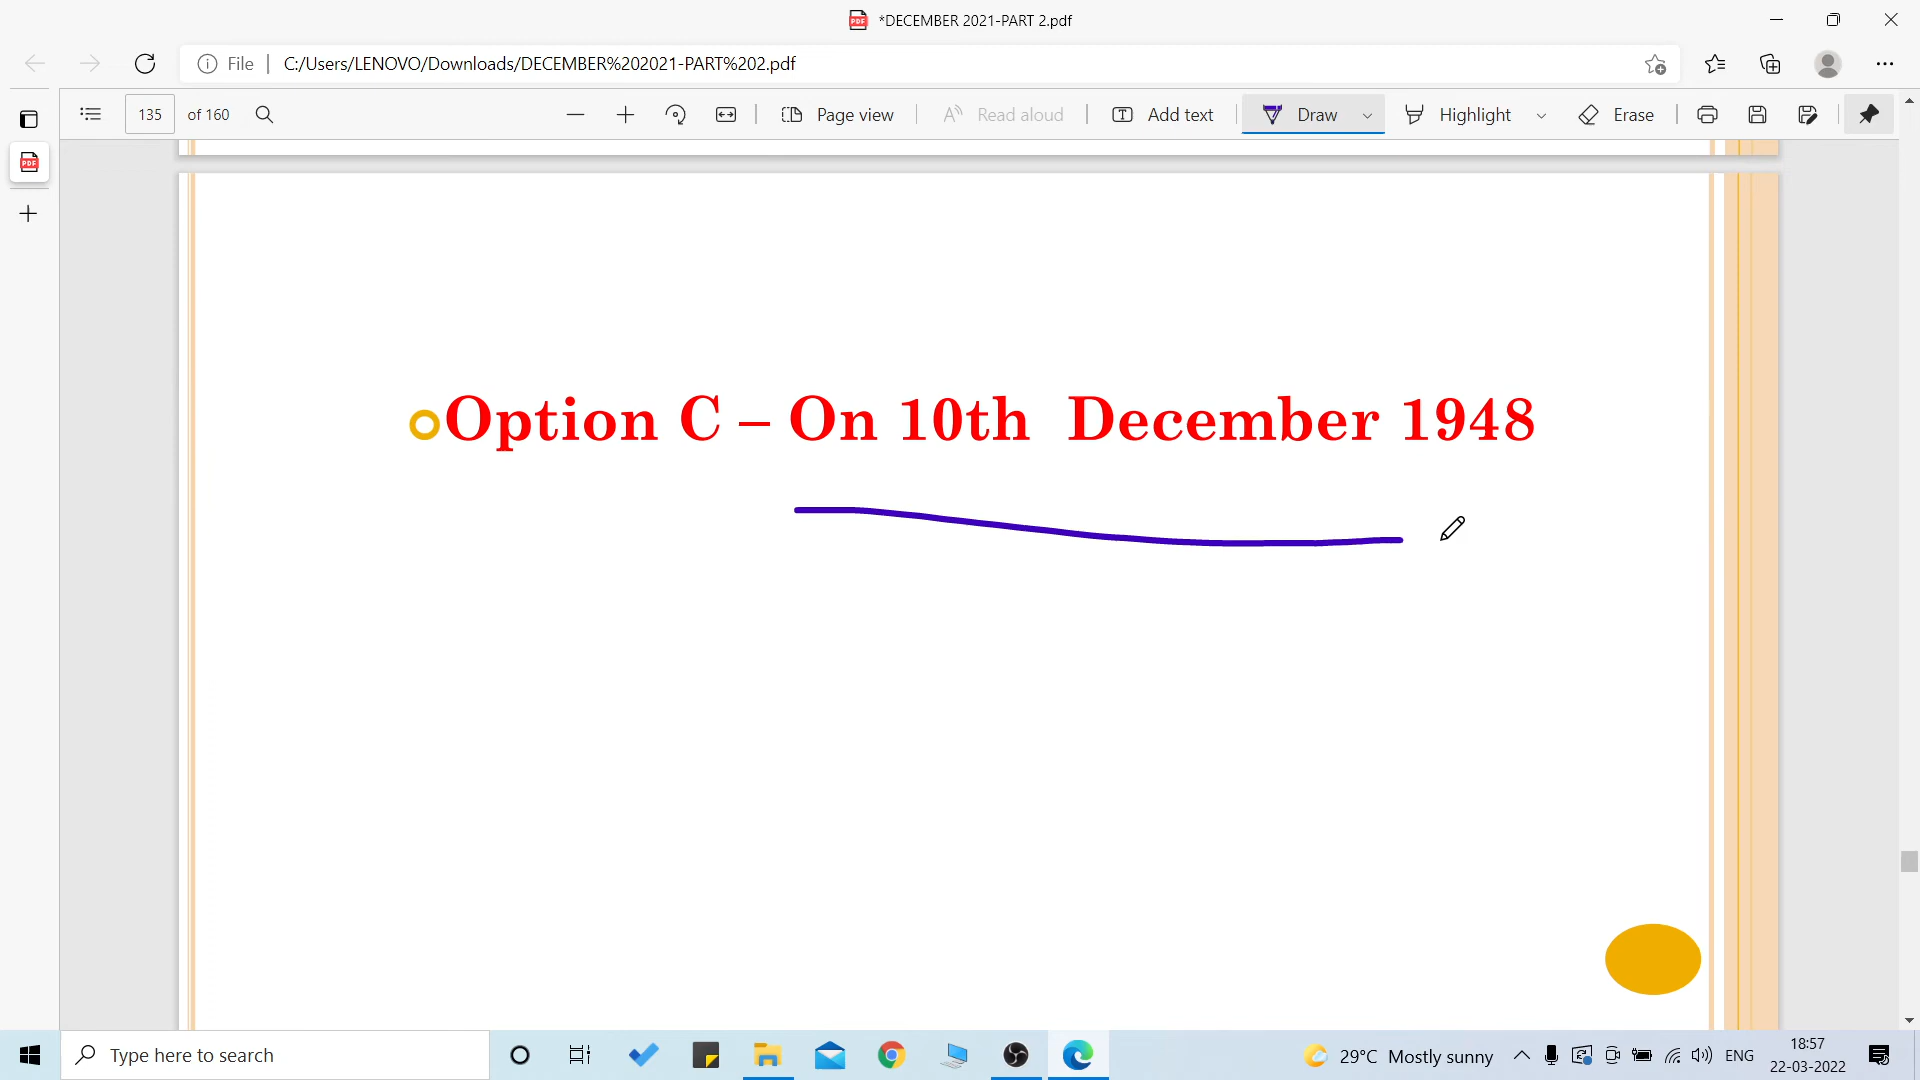 *DECEMBER 2021-PART 2.pdf
File C:/Users/LENOVO/Downloads/DECEMBER%202021-PART%202.pdf
135 of 160 Page view Read aloud Add text Draw Highlight Erase
Option C – On 10th December 1948
Type here to search 29°C Mostly sunny ENG 18:57
22-03-2022